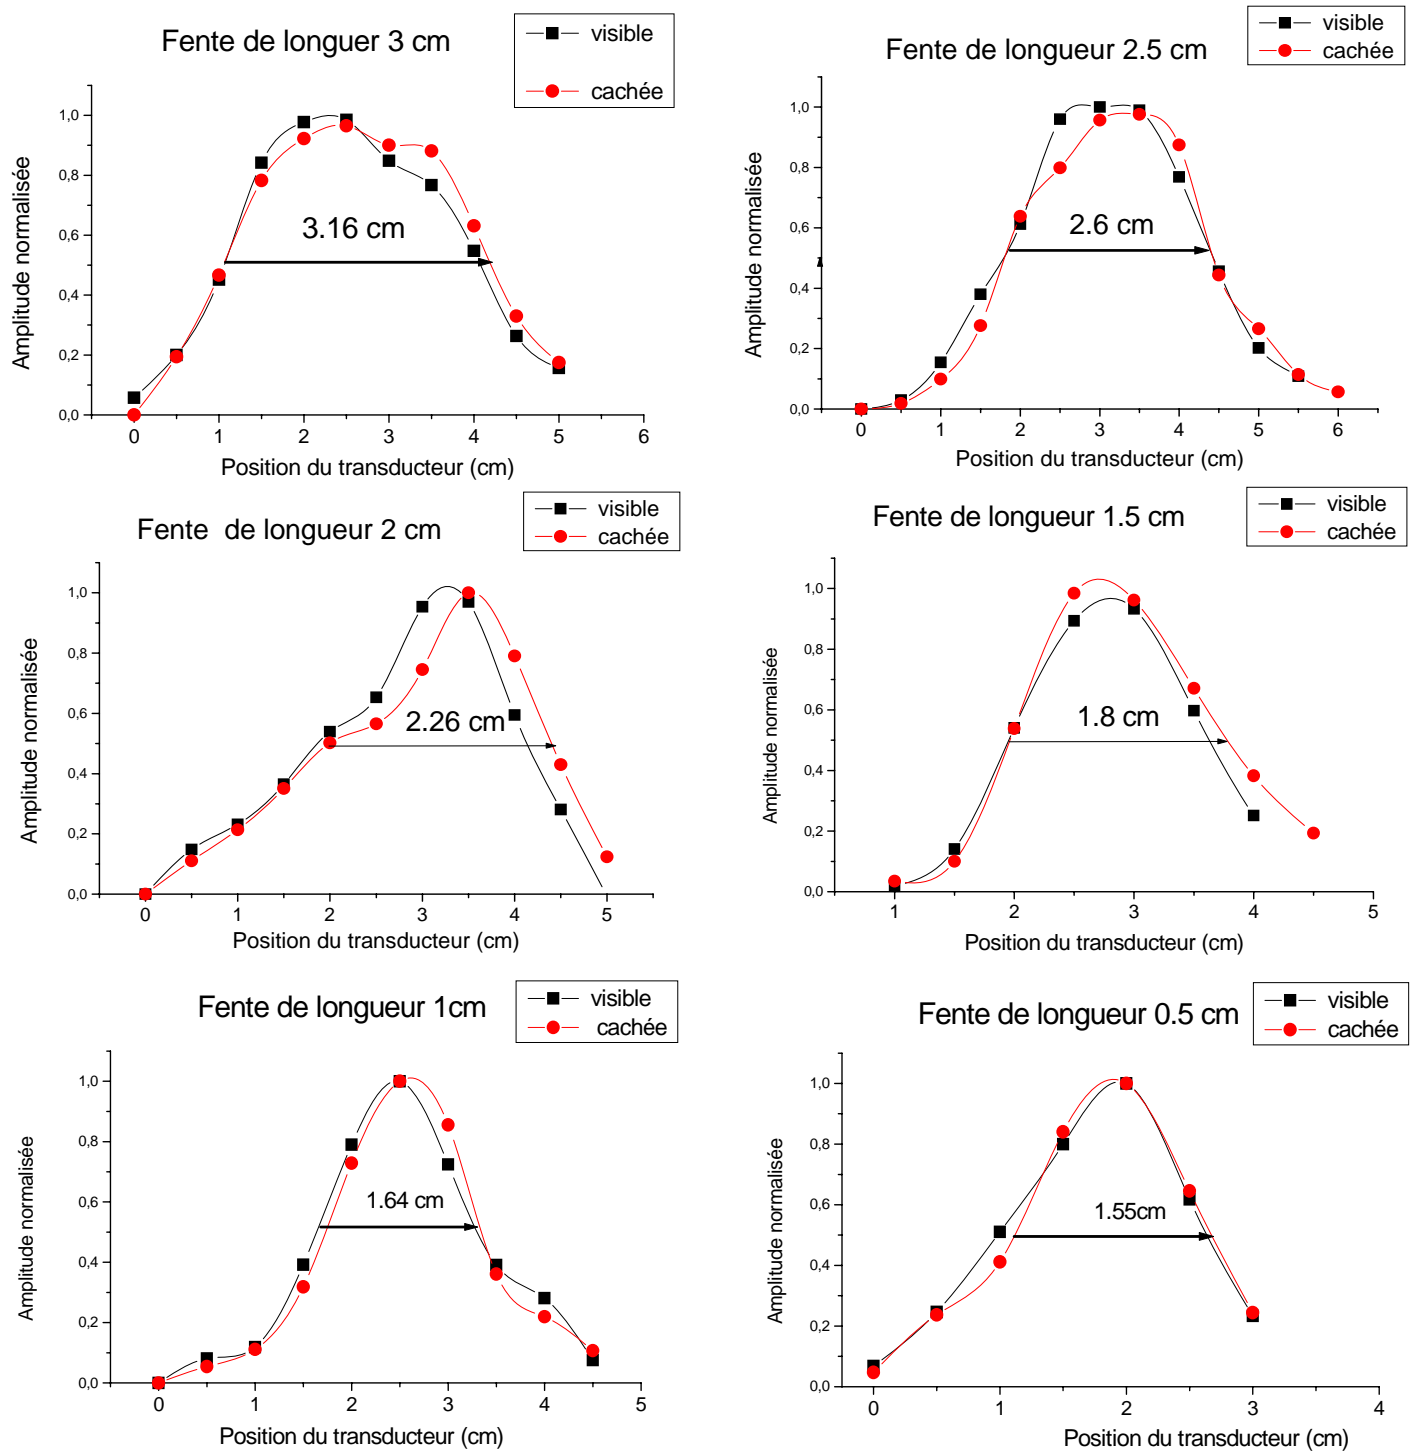 Fente de longuer 3 cm
visible
cachée
Amplitude normalisée
1,0
0,8
0,6
0,4
0,2
0,0
3.16 cm
0 1 2 3 4 5 6
Position du transducteur (cm)
Fente de longueur 2.5 cm
visible
cachée
Amplitude normalisée
1,0
0,8
0,6
0,4
0,2
0,0
2.6 cm
0 1 2 3 4 5 6
Position du transducteur (cm)
Fente de longueur 2 cm
visible
cachée
Amplitude normalisée
1,0
0,8
0,6
0,4
0,2
0,0
2.26 cm
0 1 2 3 4 5
Position du transducteur (cm)
Fente de longueur 1.5 cm
visible
cachée
Amplitude normalisée
1,0
0,8
0,6
0,4
0,2
0,0
1.8 cm
1 2 3 4 5
Position du transducteur (cm)
Fente de longueur 1cm
visible
cachée
Amplitude normalisée
1,0
0,8
0,6
0,4
0,2
0,0
1.64 cm
0 1 2 3 4 5
Position du transducteur (cm)
Fente de longueur 0.5 cm
visible
cachée
Amplitude normalisée
1,0
0,8
0,6
0,4
0,2
0,0
1.55cm
0 1 2 3 4
Position du transducteur (cm)